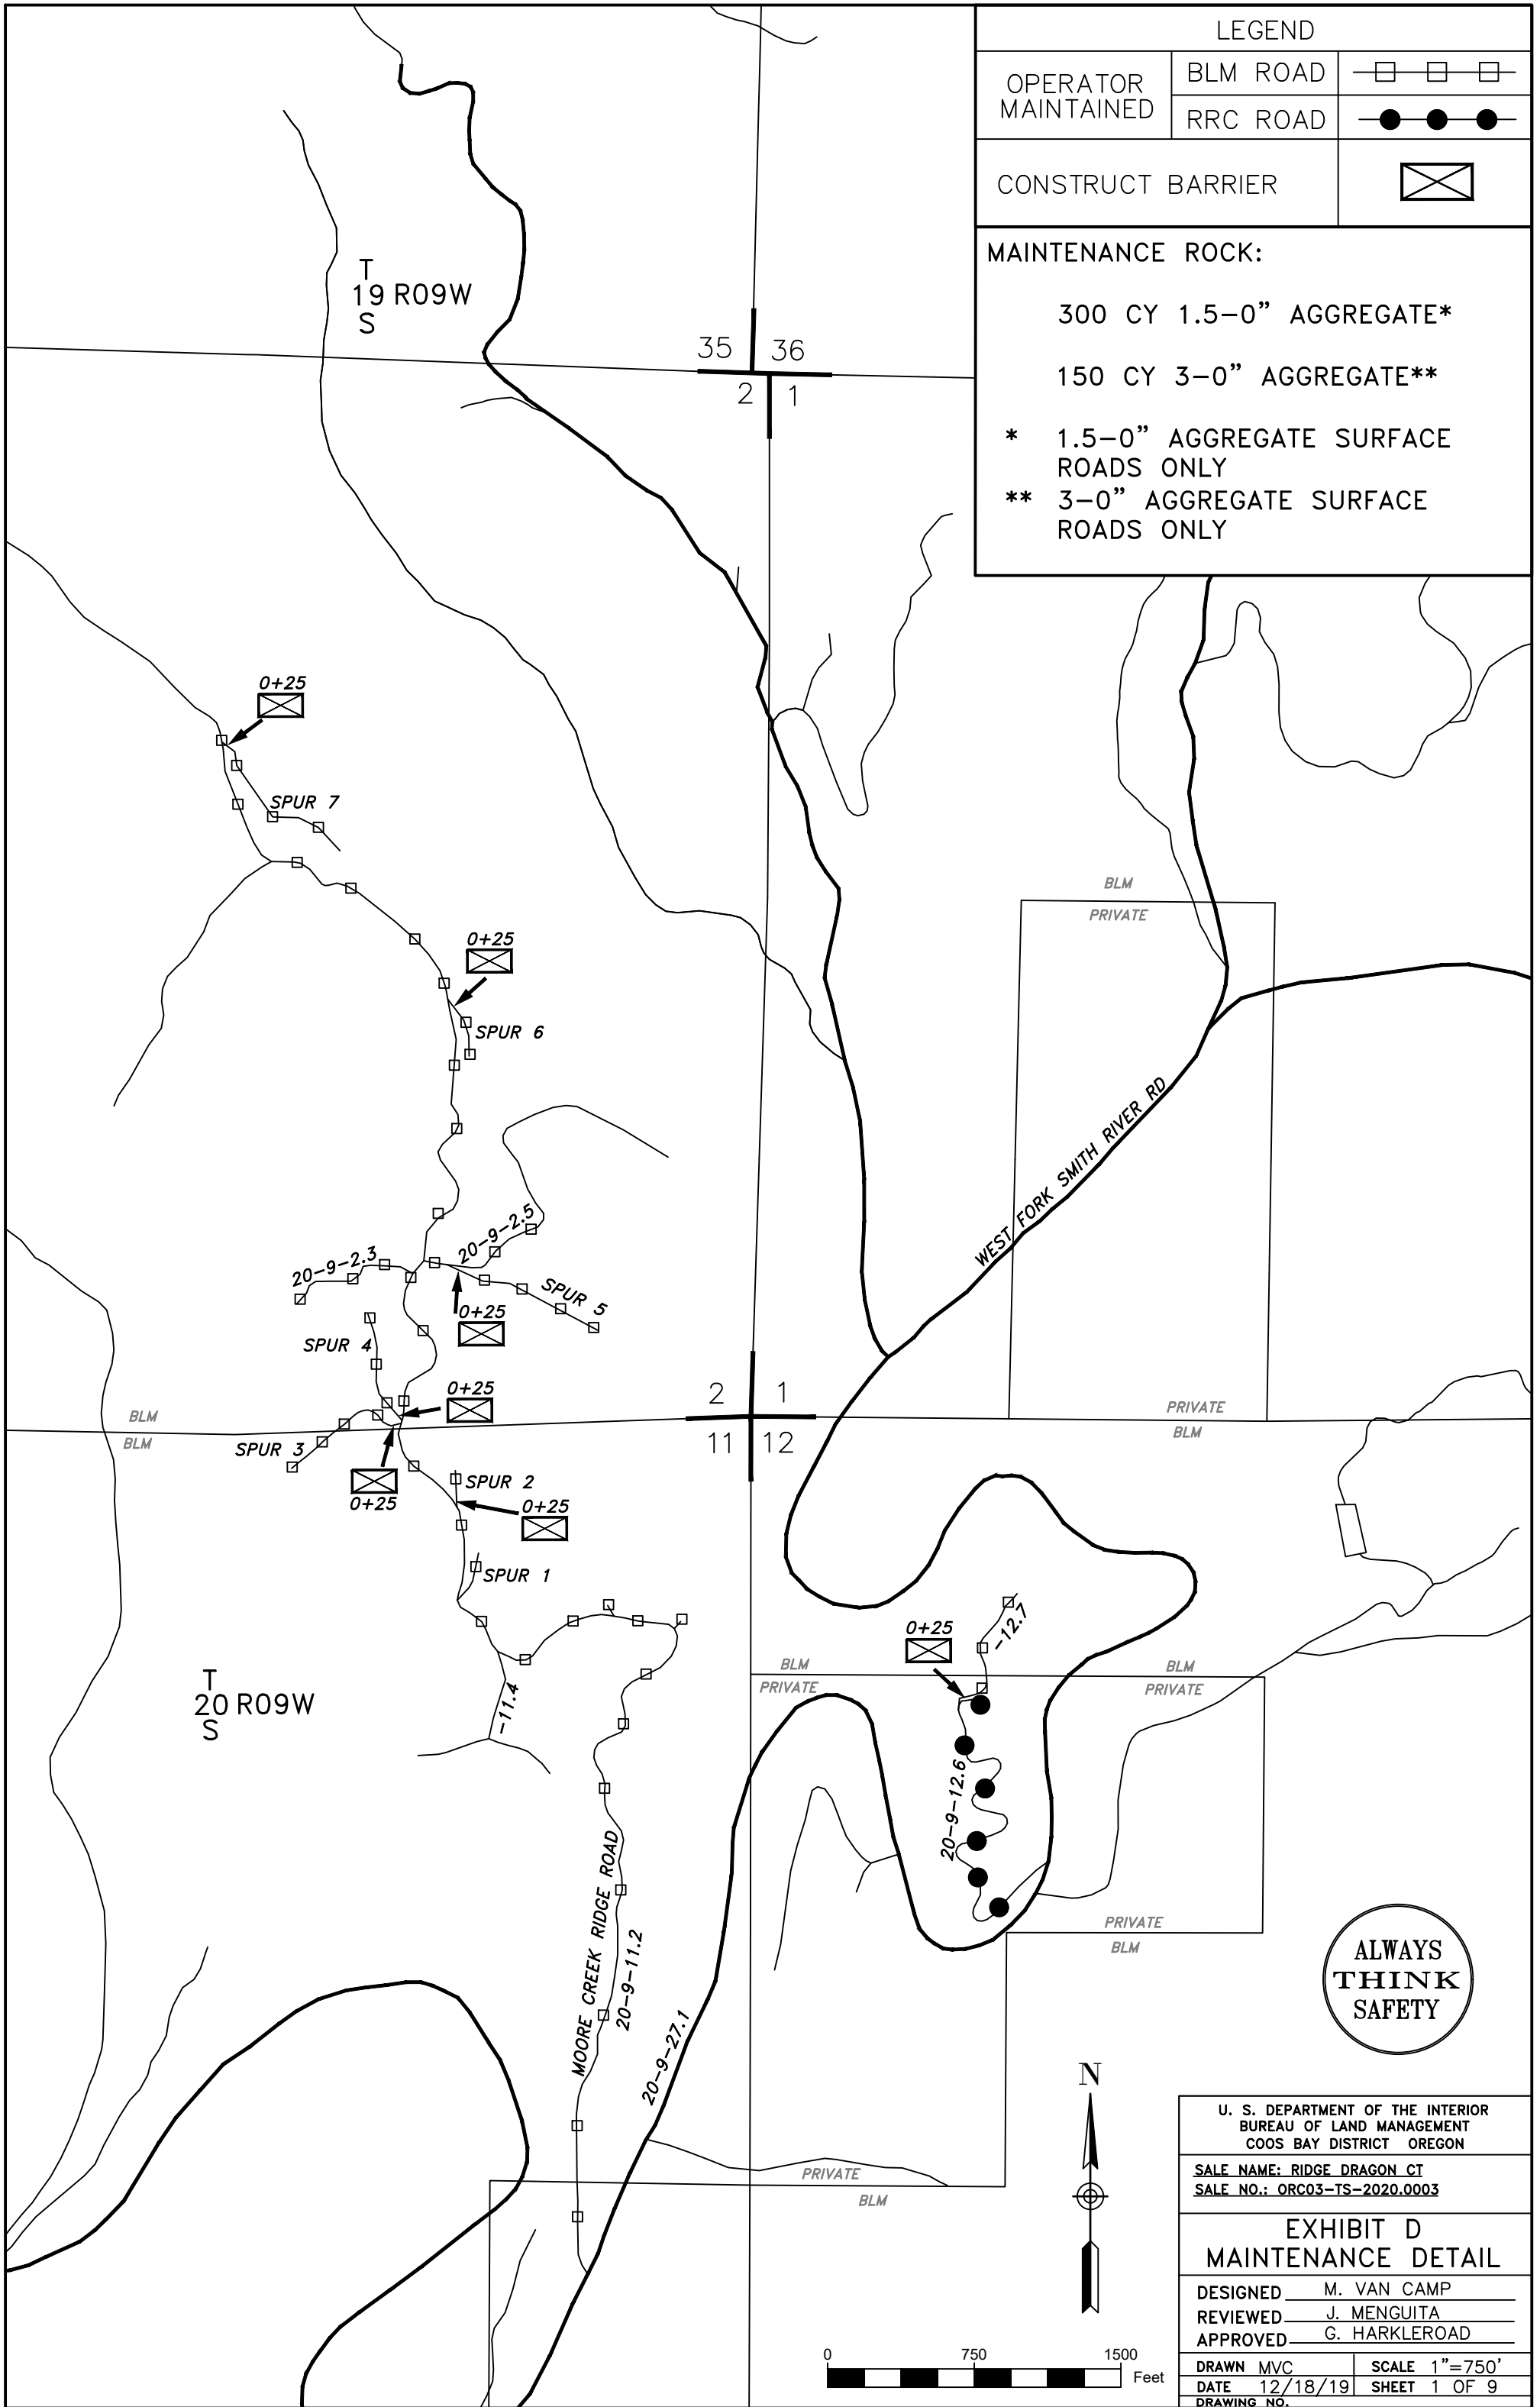 LEGEND
OPERATOR
MAINTAINED
BLM ROAD
RRC ROAD
CONSTRUCT BARRIER
MAINTENANCE ROCK:
300 CY 1.5-0" AGGREGATE*
150 CY 3-0" AGGREGATE**
* 1.5-0" AGGREGATE SURFACE
ROADS ONLY
** 3-0" AGGREGATE SURFACE
ROADS ONLY
T
19 R09W
S
35 36
2 1
0+25
SPUR 7
BLM
PRIVATE
0+25
SPUR 6
WEST FORK SMITH RIVER RD
20-9-2.5
20-9-2.3
SPUR 5
0+25
SPUR 4
0+25
2 1
11 12
BLM
BLM
PRIVATE
BLM
SPUR 3
0+25
SPUR 2
0+25
SPUR 1
-12.7
0+25
BLM
PRIVATE
BLM
PRIVATE
T
20 R09W
S
-11.4
20-9-12.6
MOORE CREEK RIDGE ROAD
20-9-11.2
20-9-27.1
PRIVATE
BLM
ALWAYS
THINK
SAFETY
N
PRIVATE
BLM
0 750 1500
Feet
U. S. DEPARTMENT OF THE INTERIOR
BUREAU OF LAND MANAGEMENT
COOS BAY DISTRICT OREGON
SALE NAME: RIDGE DRAGON CT
SALE NO.: ORC03-TS-2020.0003
EXHIBIT D
MAINTENANCE DETAIL
DESIGNED M. VAN CAMP
REVIEWED J. MENGUITA
APPROVED G. HARKLEROAD
DRAWN MVC SCALE 1"=750'
DATE 12/18/19 SHEET 1 OF 9
DRAWING NO.